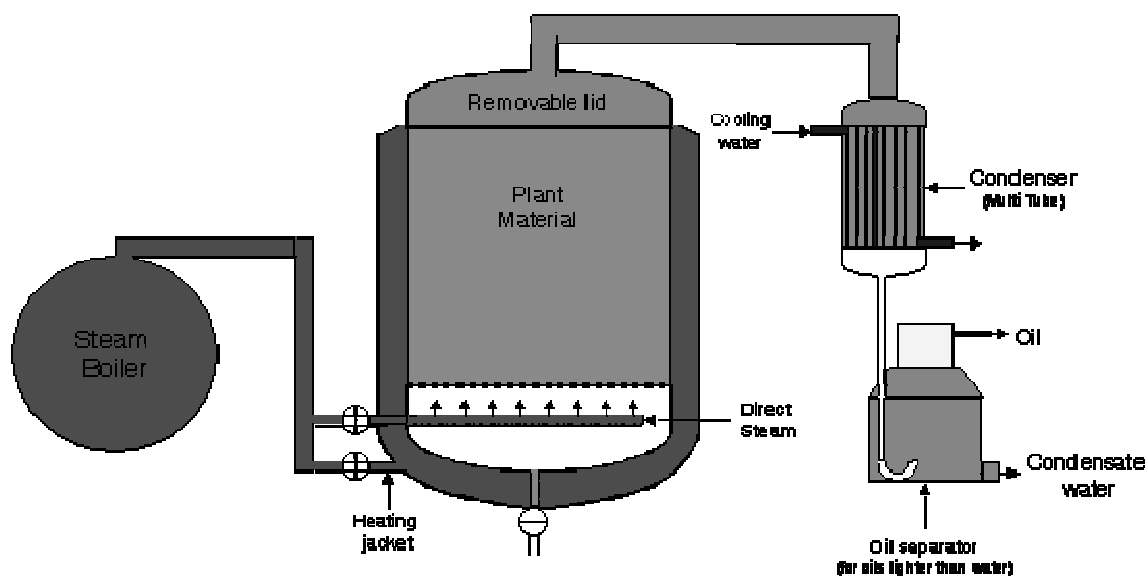 Removable lid
Cooling
water
Plant
Material
Condenser
(Multi Tube)
Steam
Boiler
Oil
Direct
Steam
Condensate
water
Heating
jacket
Oil separator
(for oils lighter than water)